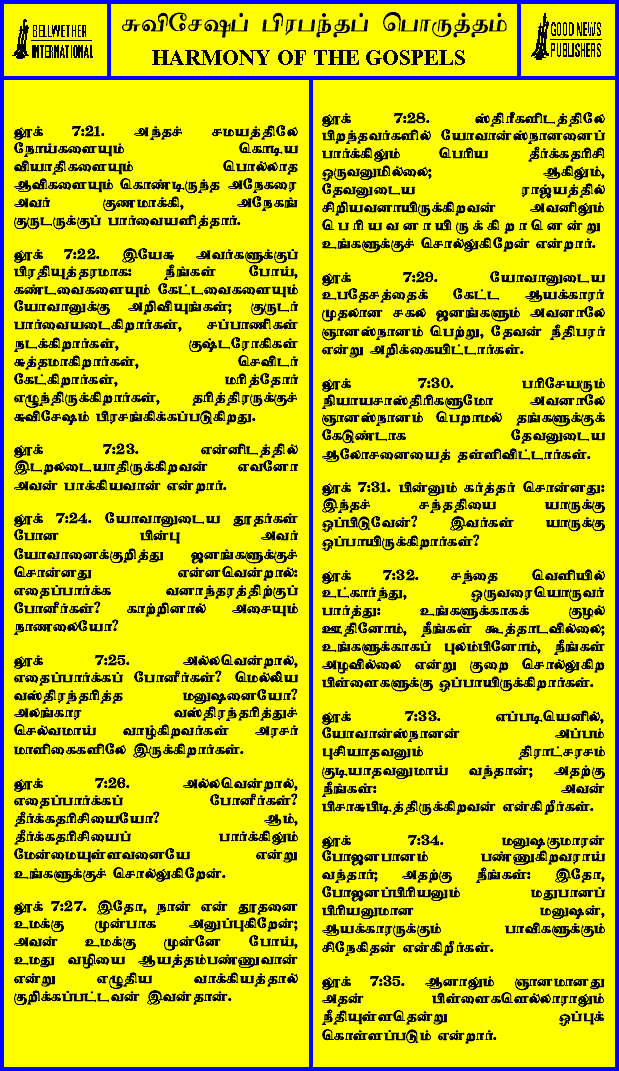 BELLWETHER
INTERNATIONAL
சுவிசேஷப் பிரபந்தப் பொருத்தம்
HARMONY OF THE GOSPELS
GOOD NEWS
PUBLISHERS
லூக் 7:21. அந்தச் சமயத்திலே
நோய்களையும் கொடிய
வியாதிகளையும் பொல்லாத
ஆவிகளையும் கொண்டிருந்த அநேகரை
அவர் குணமாக்கி, அநேகங்
குருடருக்குப் பார்வையளித்தார்.
லூக் 7:22. இயேசு அவர்களுக்குப்
பிரதியுத்தரமாக: நீங்கள் போய்,
கண்டவைகளையும் கேட்டவைகளையும்
யோவானுக்கு அறிவியுங்கள்; குருடர்
பார்வையடைகிறார்கள், சப்பாணிகள்
நடக்கிறார்கள், குஷ்டரோகிகள்
சுத்தமாகிறார்கள், செவிடர்
கேட்கிறார்கள், மரித்தோர்
எழுந்திருக்கிறார்கள், தரித்திரருக்குச்
சுவிசேஷம் பிரசங்கிக்கப்படுகிறது.
லூக் 7:23. என்னிடத்தில்
இடறலடையாதிருக்கிறவன் எவனோ
அவன் பாக்கியவான் என்றார்.
லூக் 7:24. யோவானுடைய தூதர்கள்
போன பின்பு அவர்
யோவானைக்குறித்து ஜனங்களுக்குச்
சொன்னது என்னவென்றால்:
எதைப்பார்க்க வனாந்தரத்திற்குப்
போனீர்கள்? காற்றினால் அசையும்
நாணலையோ?
லூக் 7:25. அல்லவென்றால்,
எதைப்பார்க்கப் போனீர்கள்? மெல்லிய
வஸ்திரந்தரித்த மனுஷனையோ?
அலங்கார வஸ்திரந்தரித்துச்
செல்வமாய் வாழ்கிறவர்கள் அரசர்
மாளிகைகளிலே இருக்கிறார்கள்.
லூக் 7:26. அல்லவென்றால்,
எதைப்பார்க்கப் போனீர்கள்?
தீர்க்கதரிசியையோ? ஆம்,
தீர்க்கதரிசியைப் பார்க்கிலும்
மேன்மையுள்ளவனையே என்று
உங்களுக்குச் சொல்லுகிறேன்.
லூக் 7:27. இதோ, நான் என் தூதனை
உமக்கு முன்பாக அனுப்புகிறேன்;
அவன் உமக்கு முன்னே போய்,
உமது வழியை ஆயத்தம்பண்ணுவான்
என்று எழுதிய வாக்கியத்தால்
குறிக்கப்பட்டவன் இவன்தான்.
லூக் 7:28. ஸ்திரீகளிடத்திலே
பிறந்தவர்களில் யோவான்ஸ்நானனைப்
பார்க்கிலும் பெரிய தீர்க்கதரிசி
ஒருவனுமில்லை; ஆகிலும்,
தேவனுடைய ராஜ்யத்தில்
சிறியவனாயிருக்கிறவன் அவனிலும்
பெரியவனாயிருக்கிறானென்று
உங்களுக்குச் சொல்லுகிறேன் என்றார்.
லூக் 7:29. யோவானுடைய
உபதேசத்தைக் கேட்ட ஆயக்காரர்
முதலான சகல ஜனங்களும் அவனாலே
ஞானஸ்நானம் பெற்று, தேவன் நீதிபரர்
என்று அறிக்கையிட்டார்கள்.
லூக் 7:30. பரிசேயரும்
நியாயசாஸ்திரிகளுமோ அவனாலே
ஞானஸ்நானம் பெறாமல் தங்களுக்குக்
கேடுண்டாக தேவனுடைய
ஆலோசனையைத் தள்ளிவிட்டார்கள்.
லூக் 7:31. பின்னும் கர்த்தர் சொன்னது:
இந்தச் சந்ததியை யாருக்கு
ஒப்பிடுவேன்? இவர்கள் யாருக்கு
ஒப்பாயிருக்கிறார்கள்?
லூக் 7:32. சந்தை வெளியில்
உட்கார்ந்து, ஒருவரையொருவர்
பார்த்து: உங்களுக்காகக் குழல்
ஊதினோம், நீங்கள் கூத்தாடவில்லை;
உங்களுக்காகப் புலம்பினோம், நீங்கள்
அழவில்லை என்று குறை சொல்லுகிற
பிள்ளைகளுக்கு ஒப்பாயிருக்கிறார்கள்.
லூக் 7:33. எப்படியெனில்,
யோவான்ஸ்நானன் அப்பம்
புசியாதவனும் திராட்சரசம்
குடியாதவனுமாய் வந்தான்; அதற்கு
நீங்கள்: அவன்
பிசாசுபிடித்திருக்கிறவன் என்கிறீர்கள்.
லூக் 7:34. மனுஷகுமாரன்
போஜனபானம் பண்ணுகிறவராய்
வந்தார்; அதற்கு நீங்கள்: இதோ,
போஜனப்பிரியனும் மதுபானப்
பிரியனுமான மனுஷன்,
ஆயக்காரருக்கும் பாவிகளுக்கும்
சிநேகிதன் என்கிறீர்கள்.
லூக் 7:35. ஆனாலும் ஞானமானது
அதன் பிள்ளைகளெல்லாராலும்
நீதியுள்ளதென்று ஒப்புக்
கொள்ளப்படும் என்றார்.